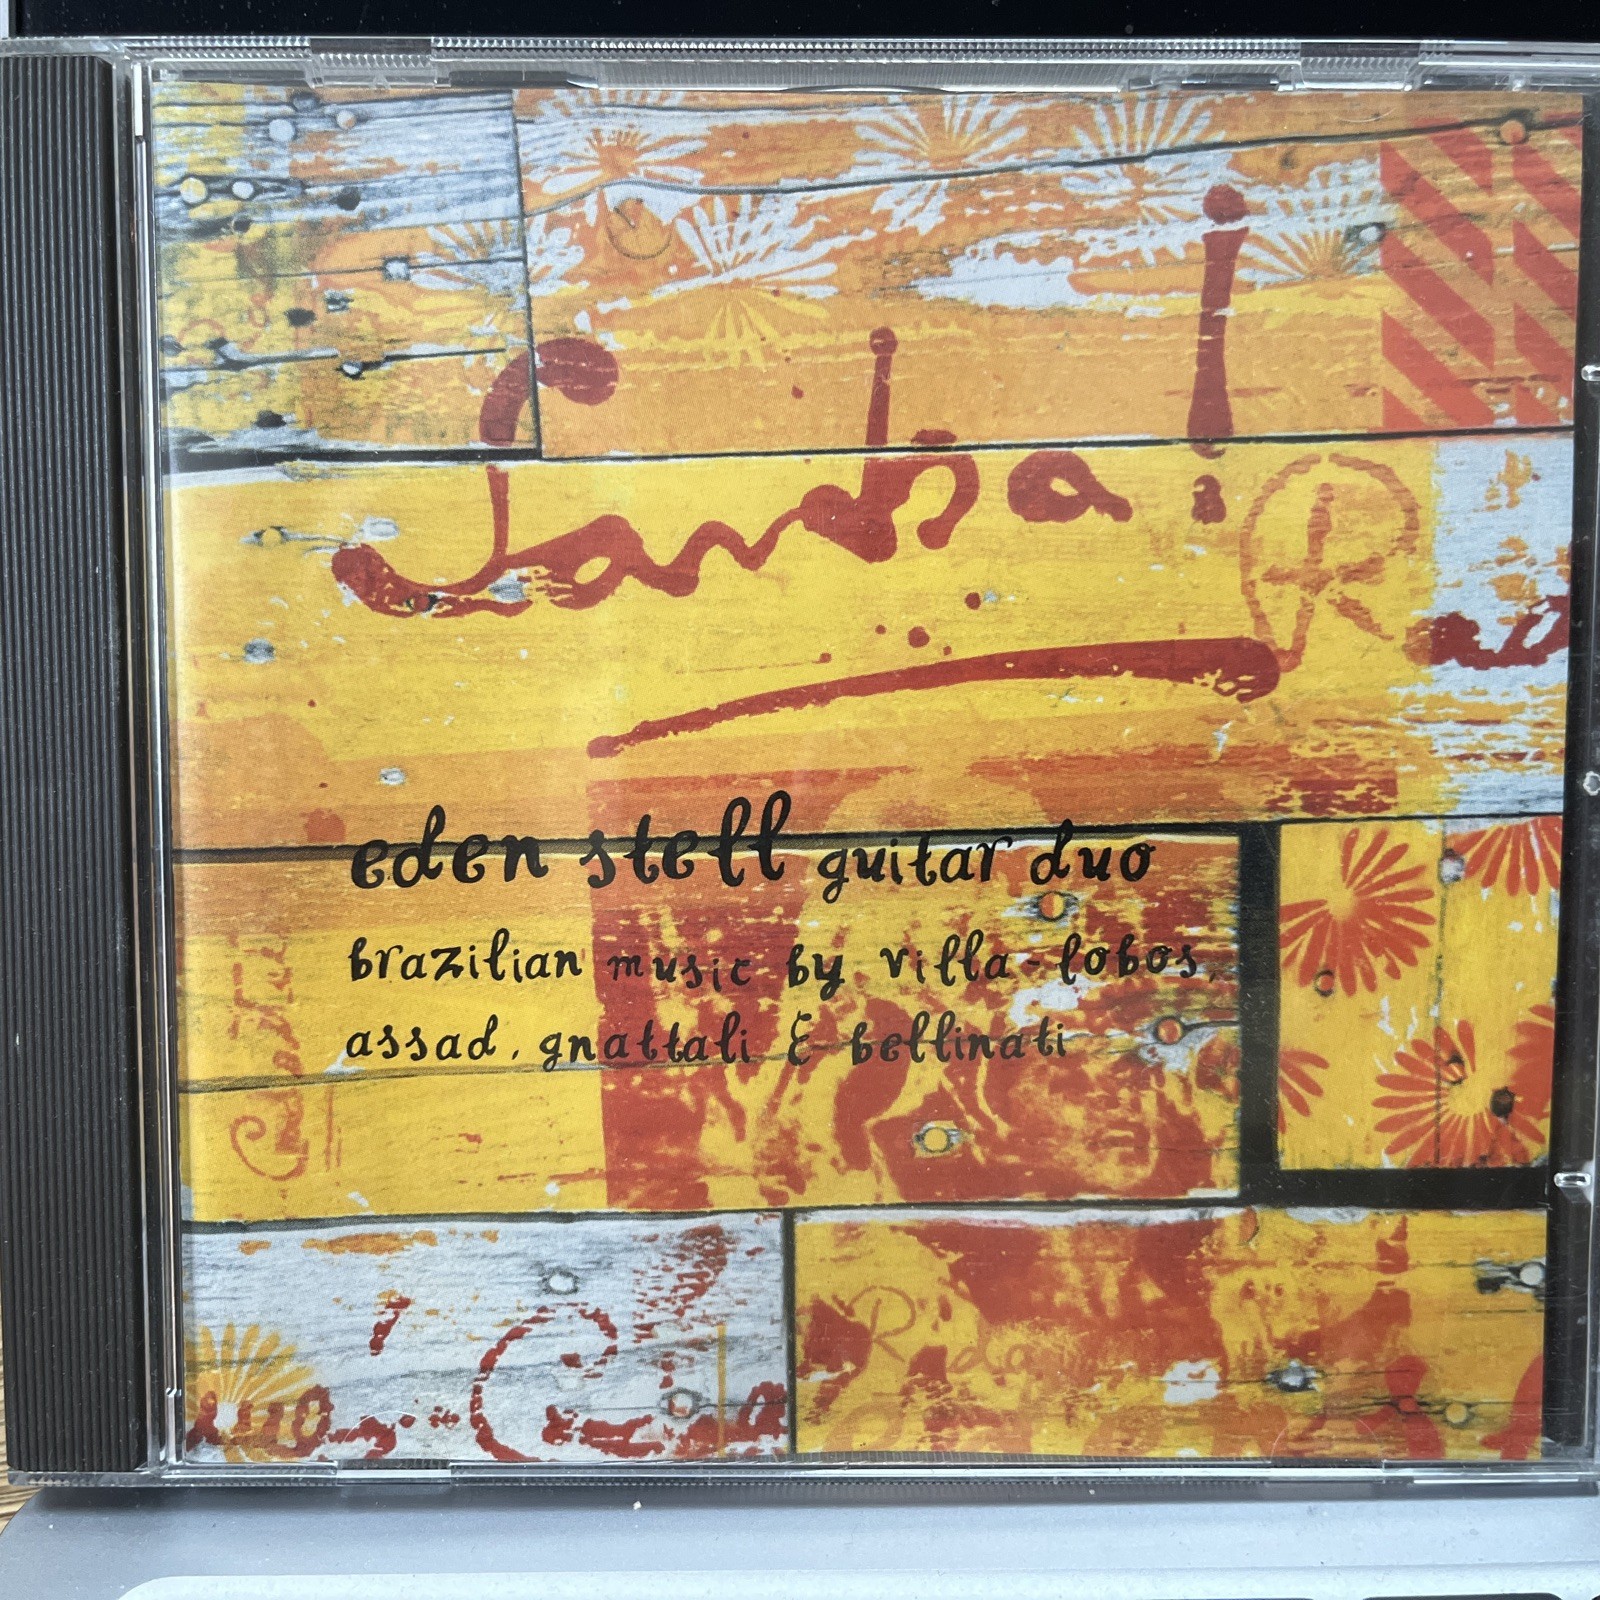 Samba!
R
eden stell guitar duo
brazilian music by villa-lobos,
assad, gnattali & bellinati